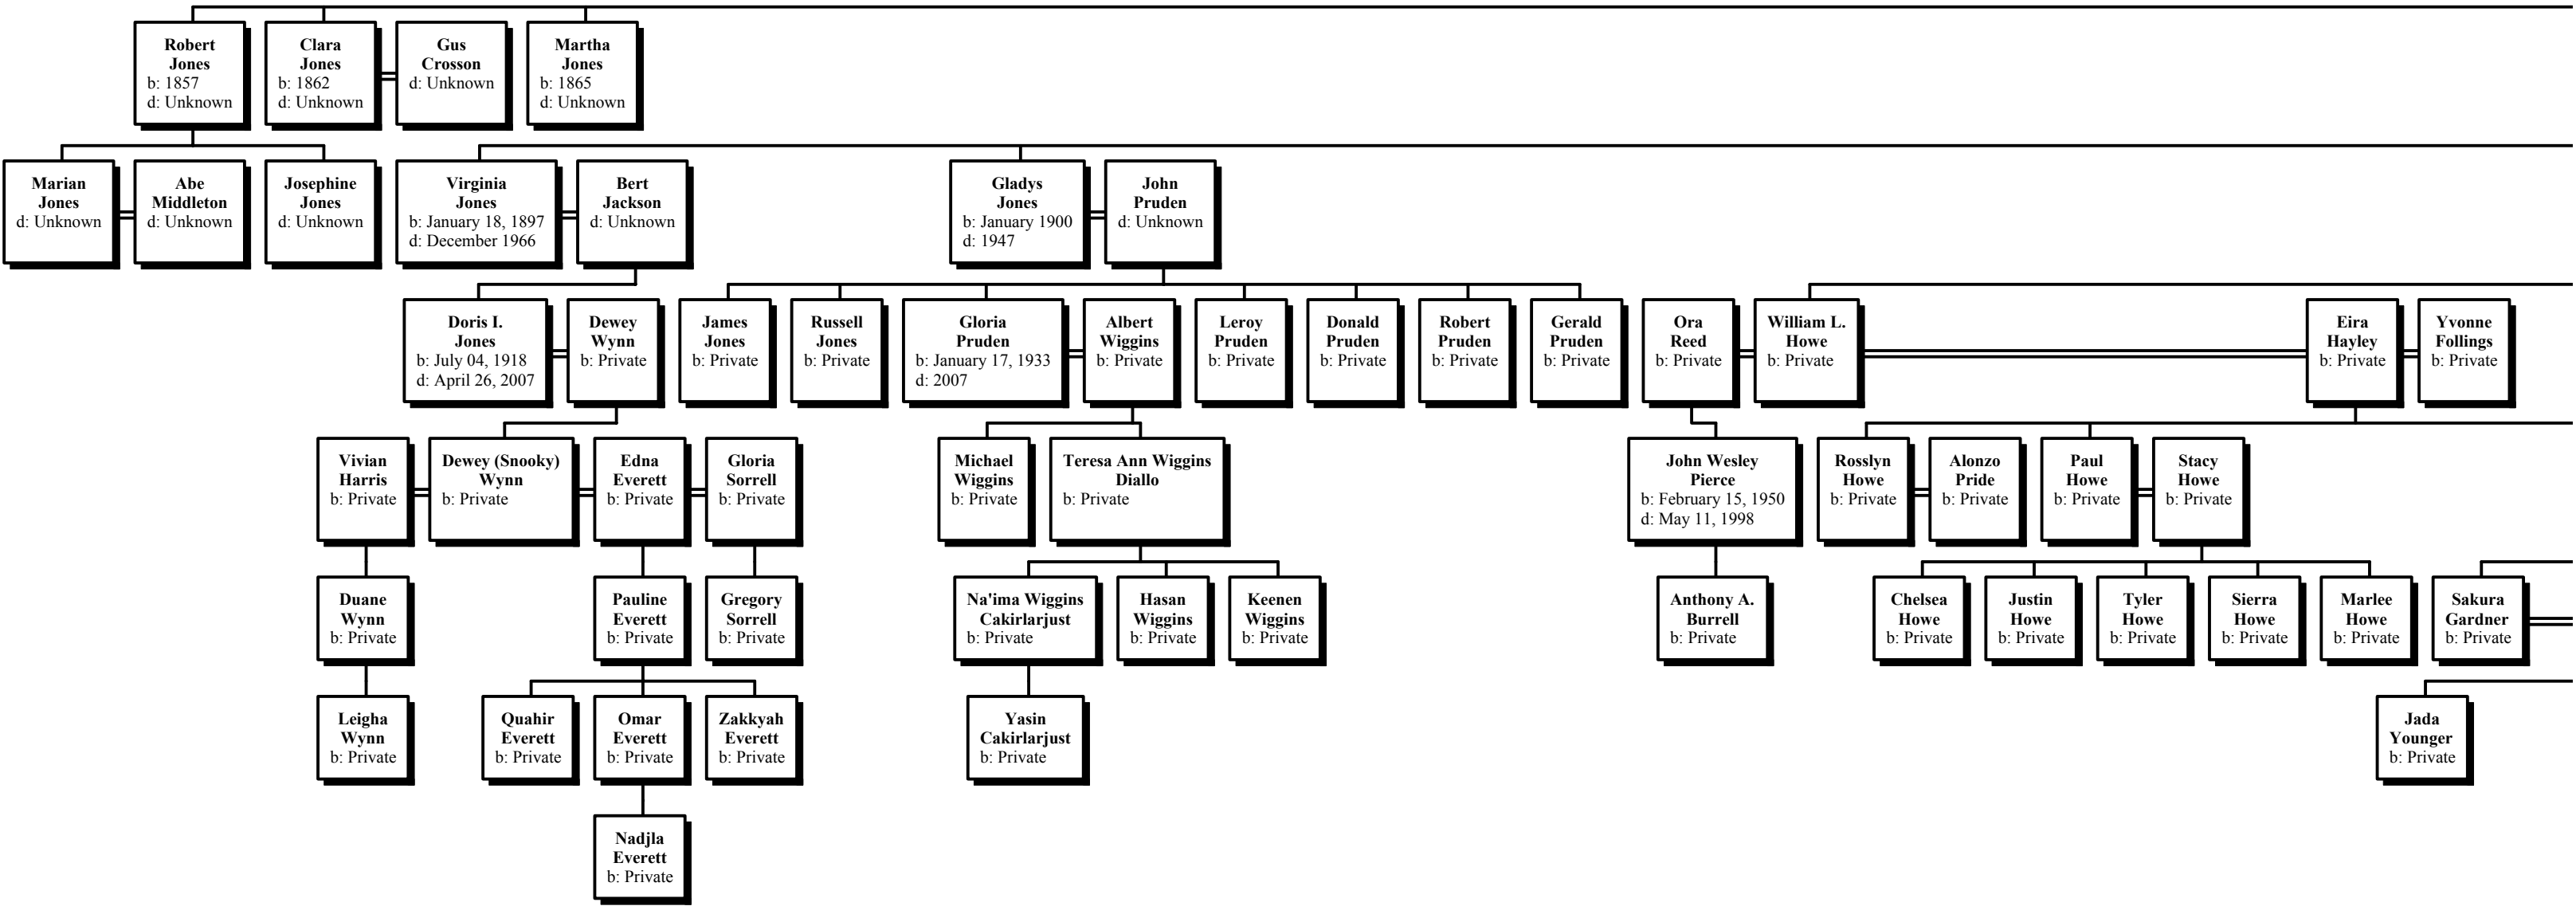 Robert
Jones
b: 1857
d: Unknown
Clara
Jones
b: 1862
d: Unknown
Gus
Crosson
d: Unknown
Martha
Jones
b: 1865
d: Unknown
Marian
Jones
d: Unknown
Abe
Middleton
d: Unknown
Josephine
Jones
d: Unknown
Virginia
Jones
b: January 18, 1897
d: December 1966
Bert
Jackson
d: Unknown
Gladys
Jones
b: January 1900
d: 1947
John
Pruden
d: Unknown
Doris I.
Jones
b: July 04, 1918
d: April 26, 2007
Dewey
Wynn
b: Private
James
Jones
b: Private
Russell
Jones
b: Private
Gloria
Pruden
b: January 17, 1933
d: 2007
Albert
Wiggins
b: Private
Leroy
Pruden
b: Private
Donald
Pruden
b: Private
Robert
Pruden
b: Private
Gerald
Pruden
b: Private
Ora
Reed
b: Private
William L.
Howe
b: Private
Eira
Hayley
b: Private
Yvonne
Follings
b: Private
Vivian
Harris
b: Private
Dewey (Snooky)
Wynn
b: Private
Edna
Everett
b: Private
Gloria
Sorrell
b: Private
Michael
Wiggins
b: Private
Teresa Ann Wiggins
Diallo
b: Private
John Wesley
Pierce
b: February 15, 1950
d: May 11, 1998
Rosslyn
Howe
b: Private
Alonzo
Pride
b: Private
Paul
Howe
b: Private
Stacy
Howe
b: Private
Duane
Wynn
b: Private
Pauline
Everett
b: Private
Gregory
Sorrell
b: Private
Na'ima Wiggins
Cakirlarjust
b: Private
Hasan
Wiggins
b: Private
Keenen
Wiggins
b: Private
Anthony A.
Burrell
b: Private
Chelsea
Howe
b: Private
Justin
Howe
b: Private
Tyler
Howe
b: Private
Sierra
Howe
b: Private
Marlee
Howe
b: Private
Sakura
Gardner
b: Private
Leigha
Wynn
b: Private
Quahir
Everett
b: Private
Omar
Everett
b: Private
Zakkyah
Everett
b: Private
Yasin
Cakirlarjust
b: Private
Jada
Younger
b: Private
Nadjla
Everett
b: Private